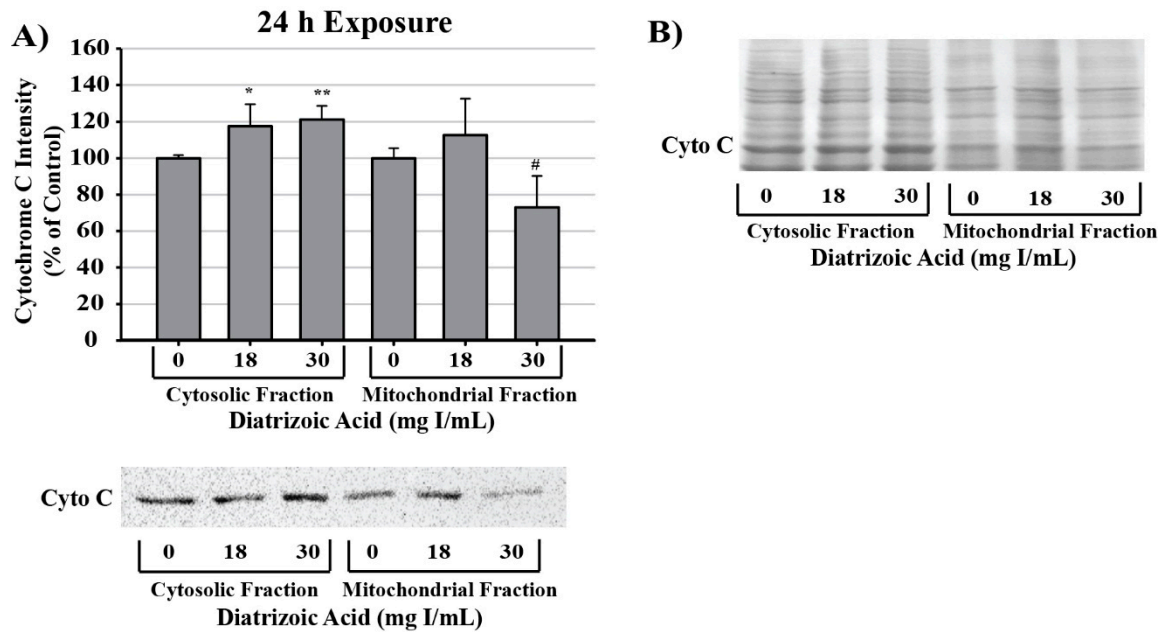 A)
24 h Exposure
Cytochrome C Intensity
(% of Control)
160
140
120
100
80
60
40
20
0
*
**
#
0 18 30 0 18 30
Cytosolic Fraction Mitochondrial Fraction
Diatrizoic Acid (mg I/mL)
Cyto C
0 18 30 0 18 30
Cytosolic Fraction Mitochondrial Fraction
Diatrizoic Acid (mg I/mL)
B)
Cyto C
0 18 30 0 18 30
Cytosolic Fraction Mitochondrial Fraction
Diatrizoic Acid (mg I/mL)